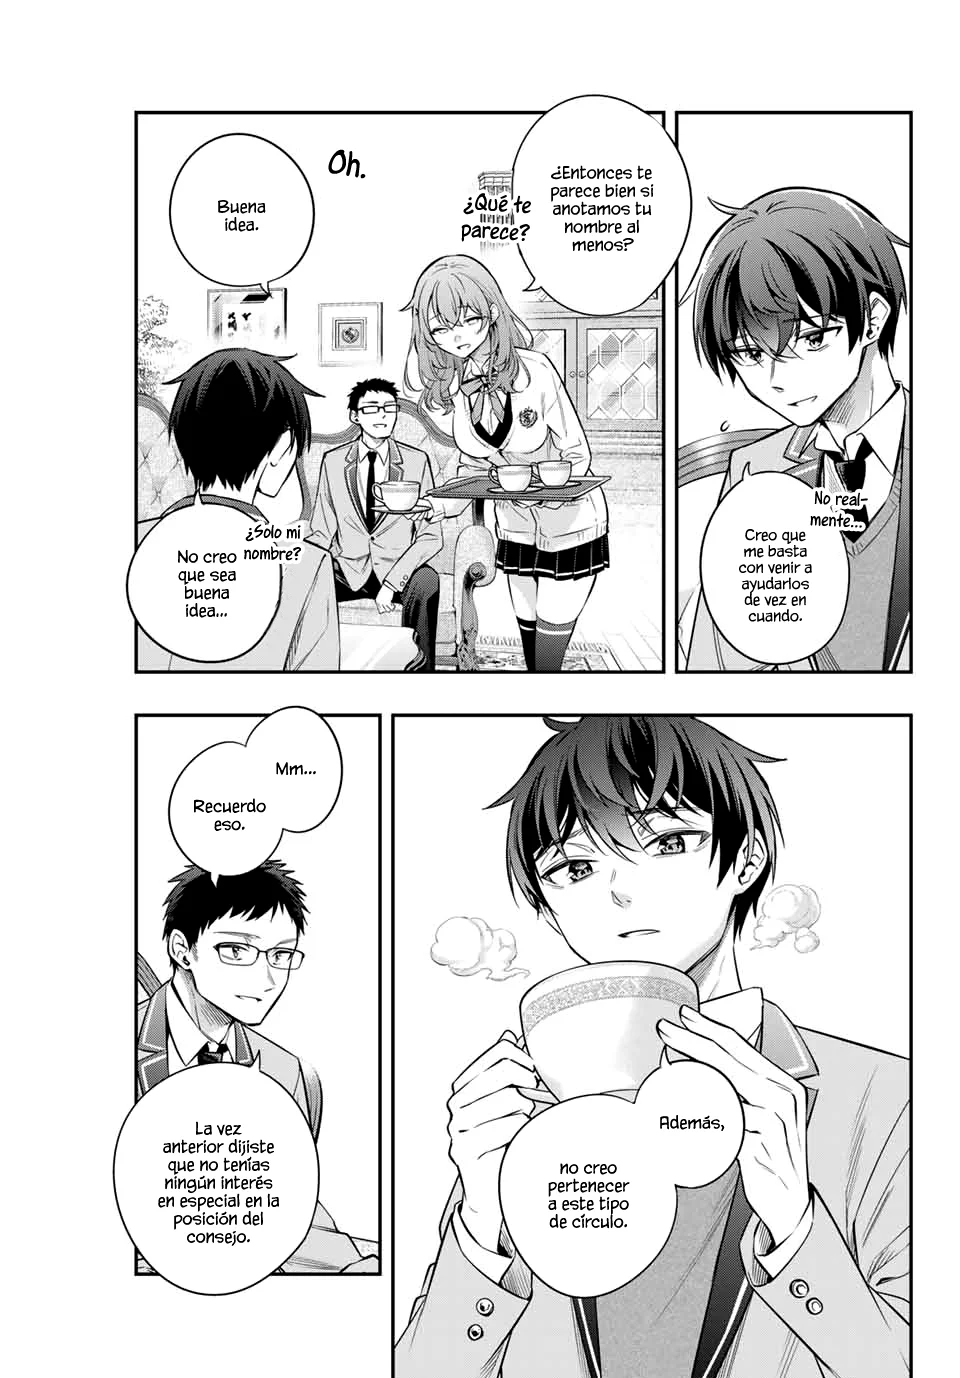 No real-
mente...
Creo que
me basta
con venir a
ayudarlos
de vez en
cuando.
¿Entonces te
parece bien si
anotamos tu
nombre al
menos?
¿Qué te
parece?
Oh.
Buena
idea.
¿Solo mi
nombre?
No creo
que sea
buena
idea...
Además,
no creo
pertenecer
a este tipo
de círculo.
Mm...
Recuerdo
eso.
La vez
anterior dijiste
que no tenías
ningún interés
en especial en la
posición del
consejo.